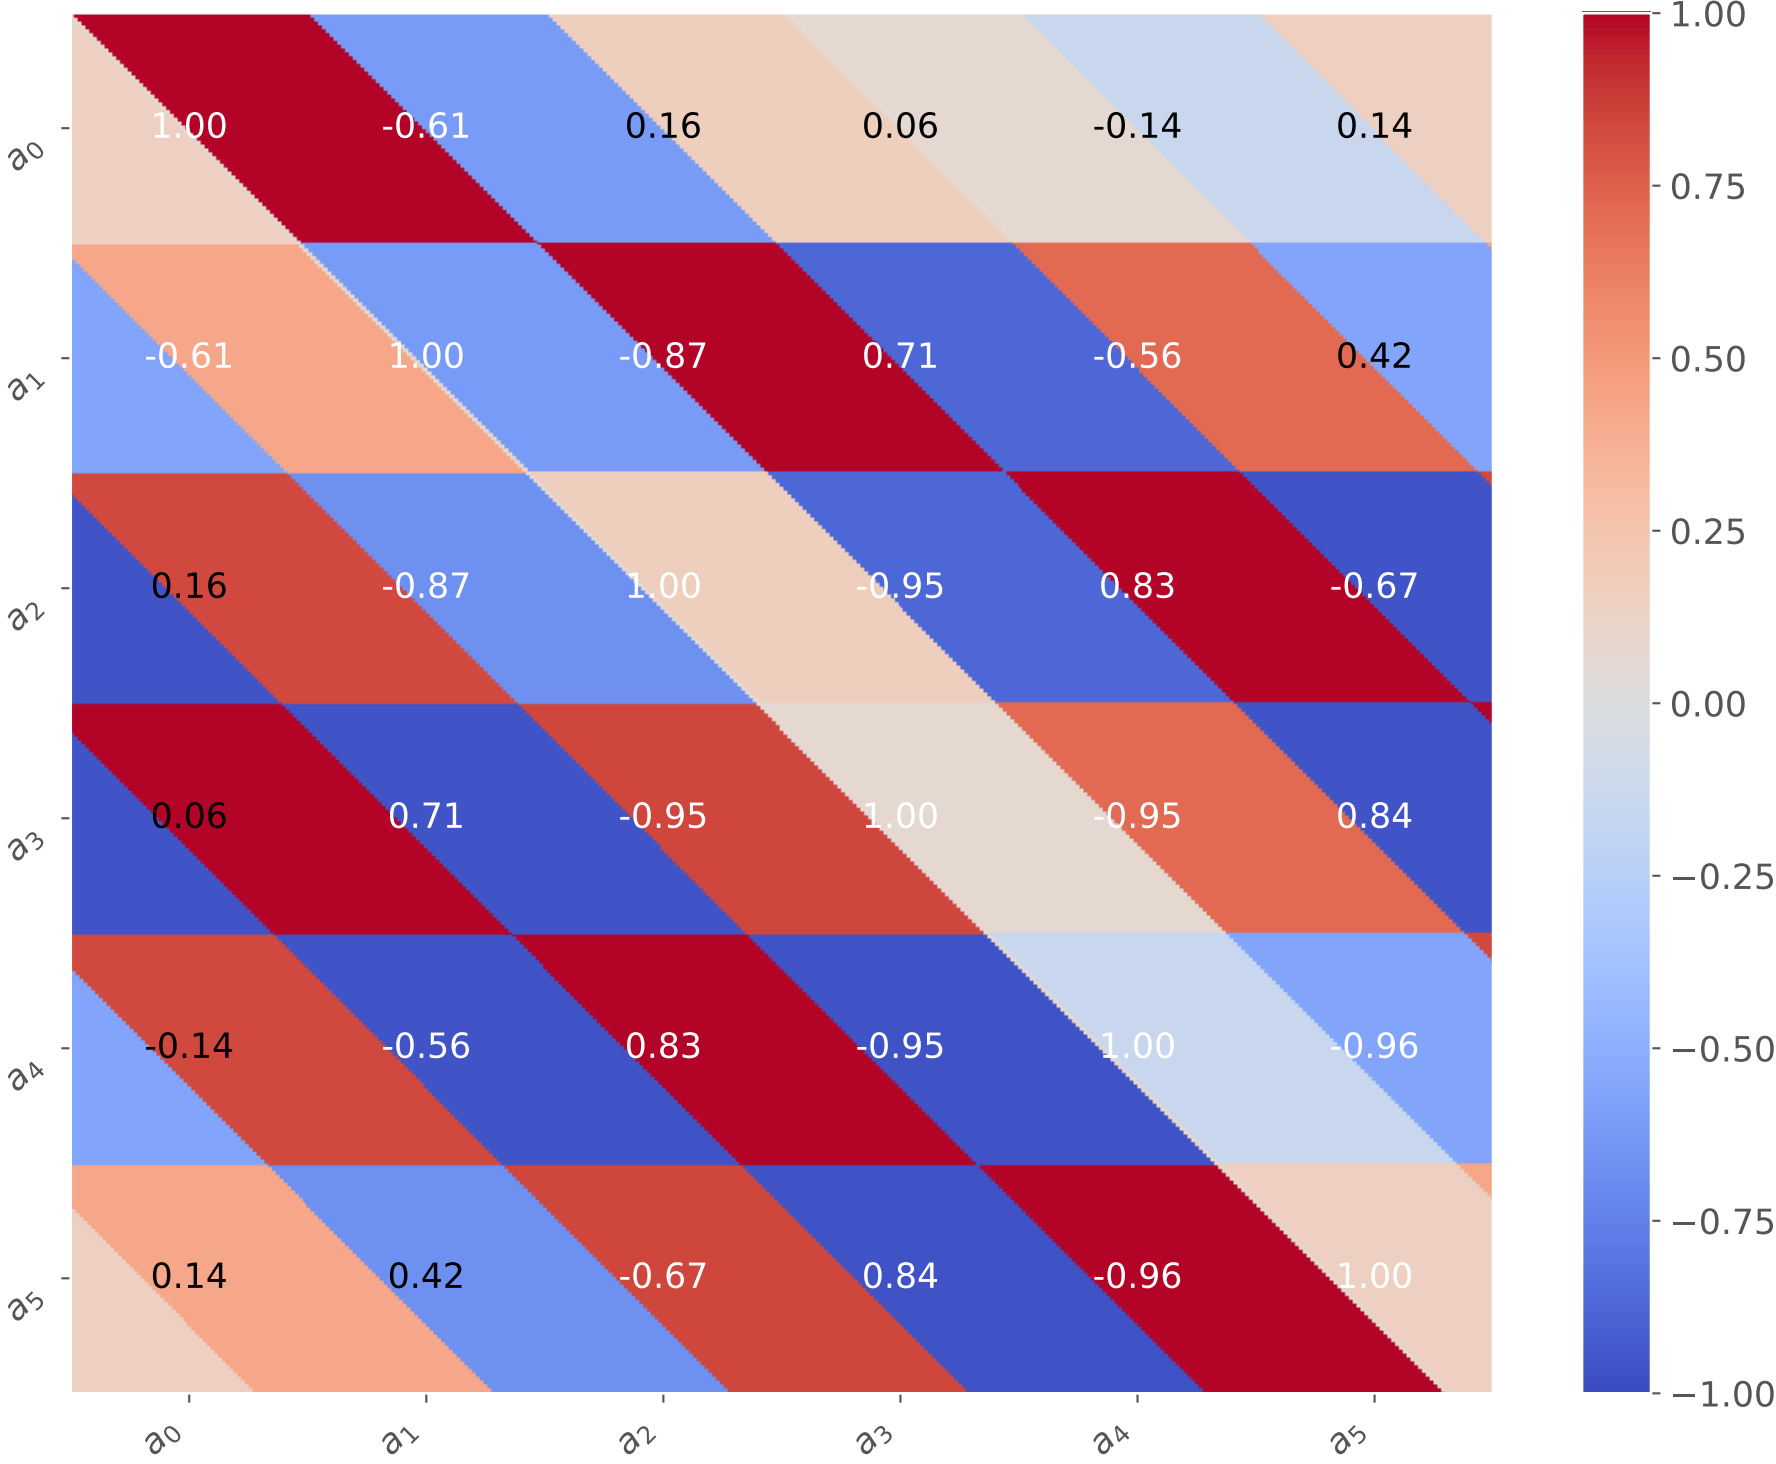 1.00
a0 1.00 -0.61 0.16 0.06 -0.14 0.14
0.75
a1 -0.61 1.00 -0.87 0.71 -0.56 0.42
0.50
0.25
a2 0.16 -0.87 1.00 -0.95 0.83 -0.67
0.00
a3 0.06 0.71 -0.95 1.00 -0.95 0.84
−0.25
a4 -0.14 -0.56 0.83 -0.95 1.00 -0.96
−0.50
−0.75
a5 0.14 0.42 -0.67 0.84 -0.96 1.00
−1.00
a0 a1 a2 a3 a4 a5